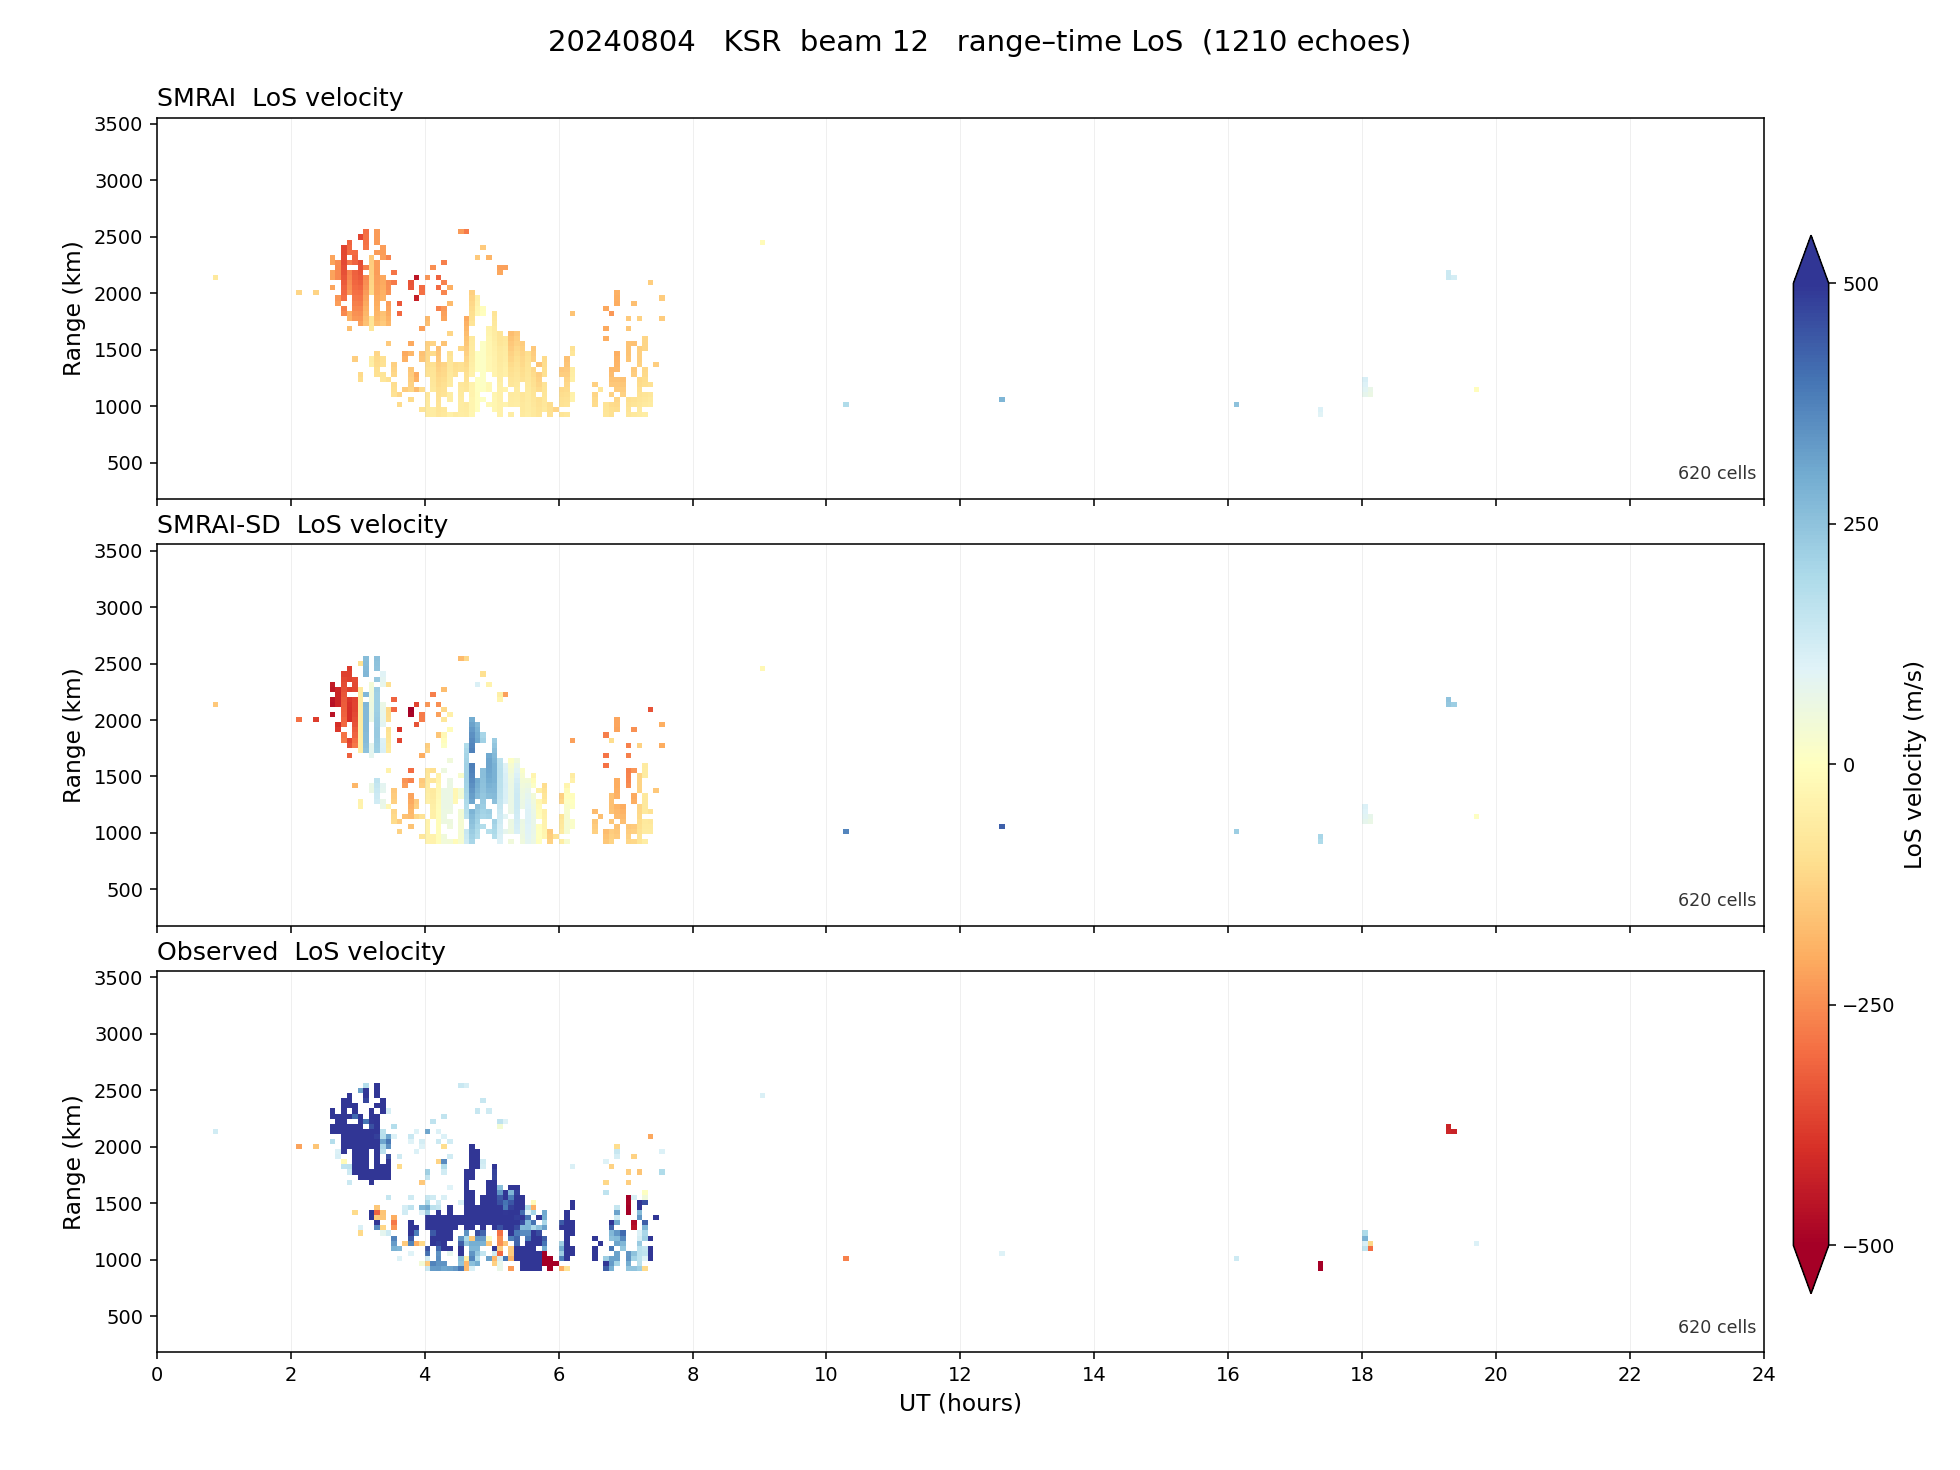 20240804 KSR beam 12 range–time LoS (1210 echoes)
SMRAI LoS velocity
3500
3000
2500
2000
1500
1000
500
Range (km)
620 cells
SMRAI-SD LoS velocity
3500
3000
2500
2000
1500
1000
500
Range (km)
620 cells
Observed LoS velocity
3500
3000
2500
2000
1500
1000
500
Range (km)
620 cells
0 2 4 6 8 10 12 14 16 18 20 22 24
UT (hours)
500
250
0
−250
−500
LoS velocity (m/s)